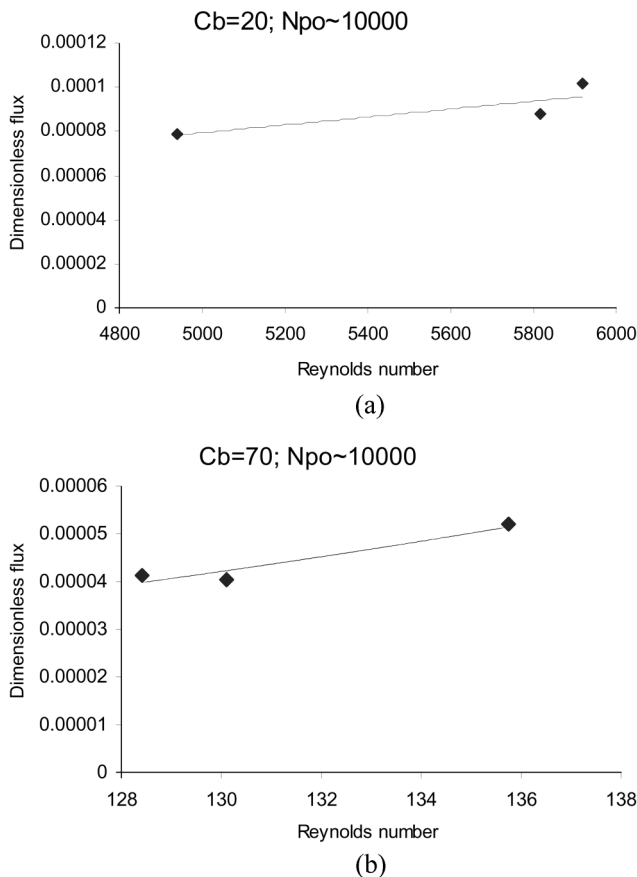 Cb=20; Npo~10000
0.00012
0.0001
0.00008
0.00006
0.00004
0.00002
0
Dimensionless flux
4800 5000 5200 5400 5600 5800 6000
Reynolds number
(a)
Cb=70; Npo~10000
0.00006
0.00005
0.00004
0.00003
0.00002
0.00001
0
Dimensionless flux
128 130 132 134 136 138
Reynolds number
(b)